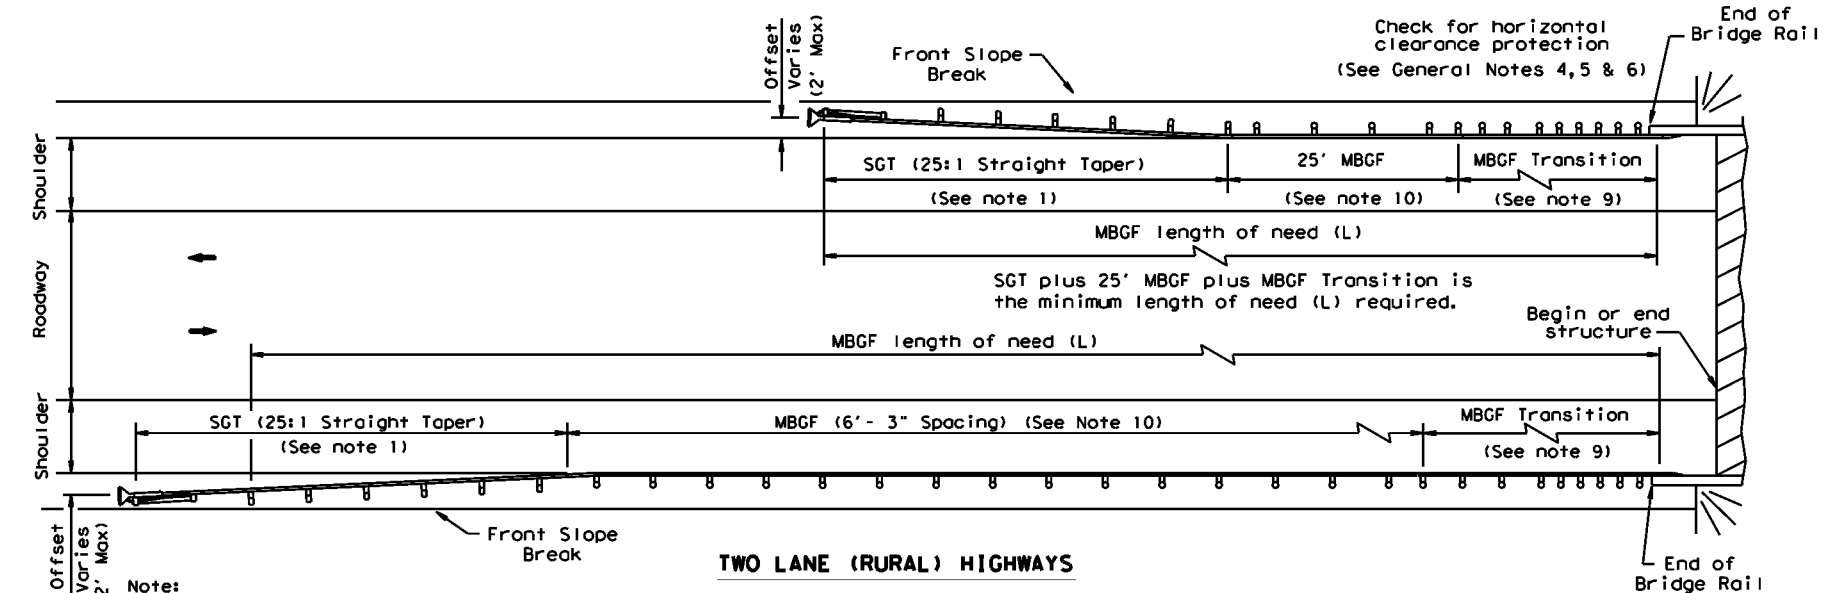 Offset
Varies
(2' Max)
Front Slope
Break
Check for horizontal
clearance protection
(See General Notes 4,5 & 6)
End of
Bridge Rail
Shoulder
SGT (25:1 Straight Taper)
(See note 1)
25' MBGF
(See note 10)
MBGF Transition
(See note 9)
MBGF length of need (L)
SGT plus 25' MBGF plus MBGF Transition is
the minimum length of need (L) required.
Roadway
Begin or end
structure
MBGF length of need (L)
Shoulder
SGT (25:1 Straight Taper)
(See note 1)
MBGF (6'- 3" Spacing) (See Note 10)
MBGF Transition
(See note 9)
Offset
Varies
2' Max)
Front Slope
Break
TWO LANE (RURAL) HIGHWAYS
End of
Bridge Rail
Note: